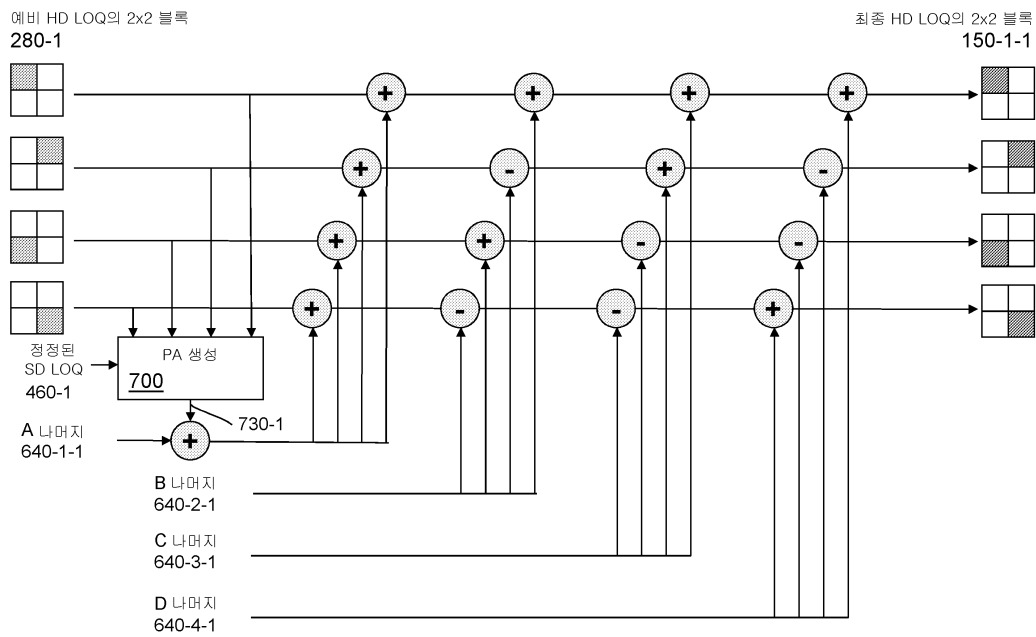 예비 HD LOQ의 2x2 블록
280-1
최종 HD LOQ의 2x2 블록
150-1-1
+ + + +
+ - + -
+ + - -
+ - - +
정정된
SD LOQ
460-1
PA 생성
700
730-1
A 나머지
640-1-1
+
B 나머지
640-2-1
C 나머지
640-3-1
D 나머지
640-4-1